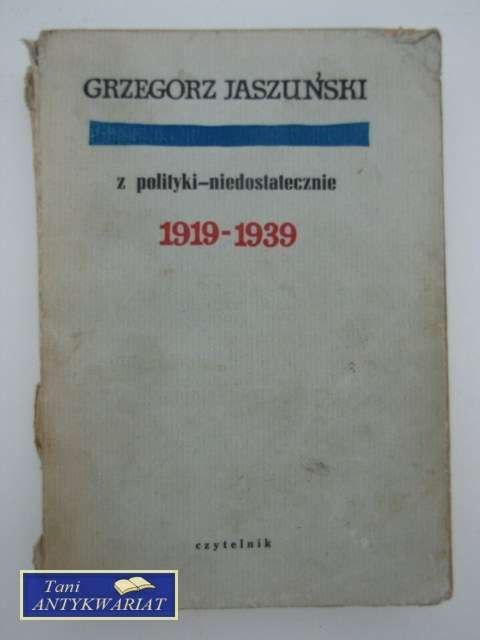 GRZEGORZ JASZUŃSKI
z polityki-niedostatecznie
1919-1939
czytelnik
Tani
ANTYKWARIAT